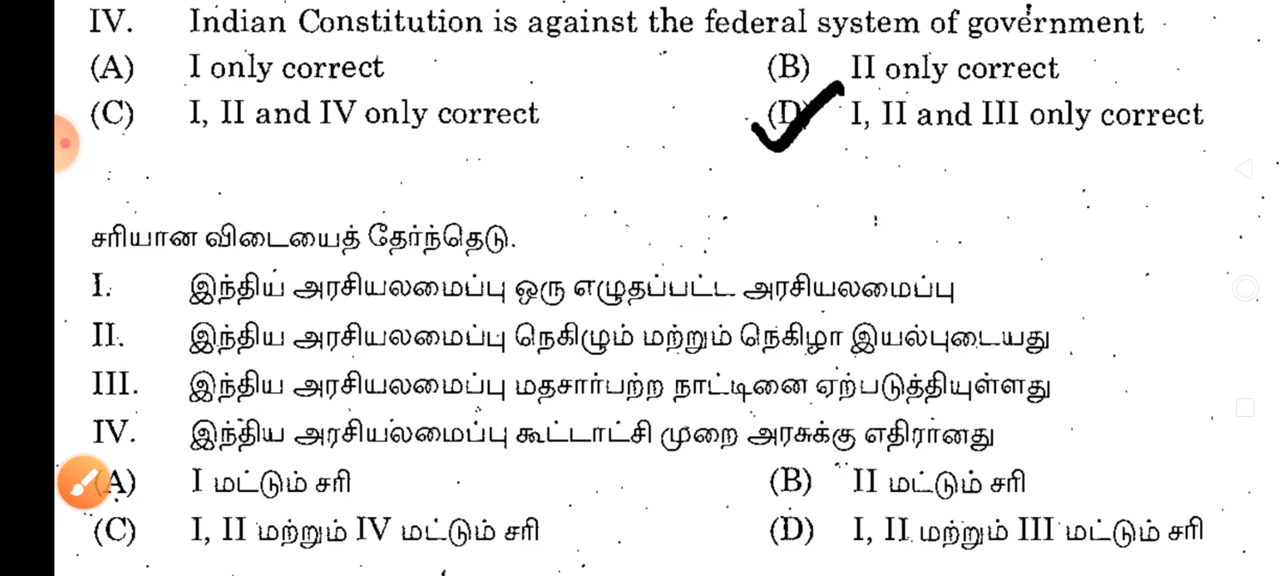 IV. Indian Constitution is against the federal system of government
(A) I only correct (B) II only correct
(C) I, II and IV only correct (D) I, II and III only correct
சரியான விடையைத் தேர்ந்தெடு.
I. இந்திய அரசியலமைப்பு ஒரு எழுதப்பட்ட அரசியலமைப்பு
II. இந்திய அரசியலமைப்பு நெகிழும் மற்றும் நெகிழா இயல்புடையது
III. இந்திய அரசியலமைப்பு மதசார்பற்ற நாட்டினை ஏற்படுத்தியுள்ளது
IV. இந்திய அரசியலமைப்பு கூட்டாட்சி முறை அரசுக்கு எதிரானது
(A) I மட்டும் சரி (B) II மட்டும் சரி
(C) I, II மற்றும் IV மட்டும் சரி (D) I, II மற்றும் III மட்டும் சரி